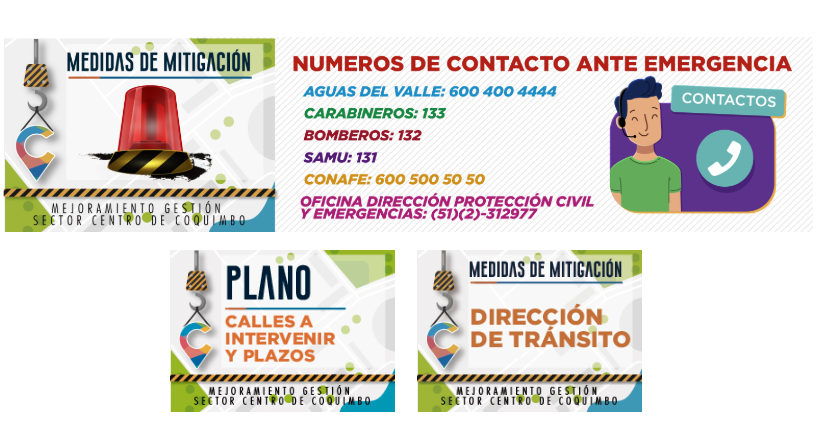 MEDIDAS DE MITIGACIÓN
MEJORAMIENTO GESTIÓN
SECTOR CENTRO DE COQUIMBO
NUMEROS DE CONTACTO ANTE EMERGENCIA
AGUAS DEL VALLE: 600 400 4444
CARABINEROS: 133
BOMBEROS: 132
SAMU: 131
CONAFE: 600 500 50 50
OFICINA DIRECCIÓN PROTECCIÓN CIVIL
Y EMERGENCIAS: (51)(2)-312977
CONTACTOS
PLANO
CALLES A
INTERVENIR
Y PLAZOS
MEJORAMIENTO GESTIÓN
SECTOR CENTRO DE COQUIMBO
MEDIDAS DE MITIGACIÓN
DIRECCIÓN
DE TRÁNSITO
MEJORAMIENTO GESTIÓN
SECTOR CENTRO DE COQUIMBO